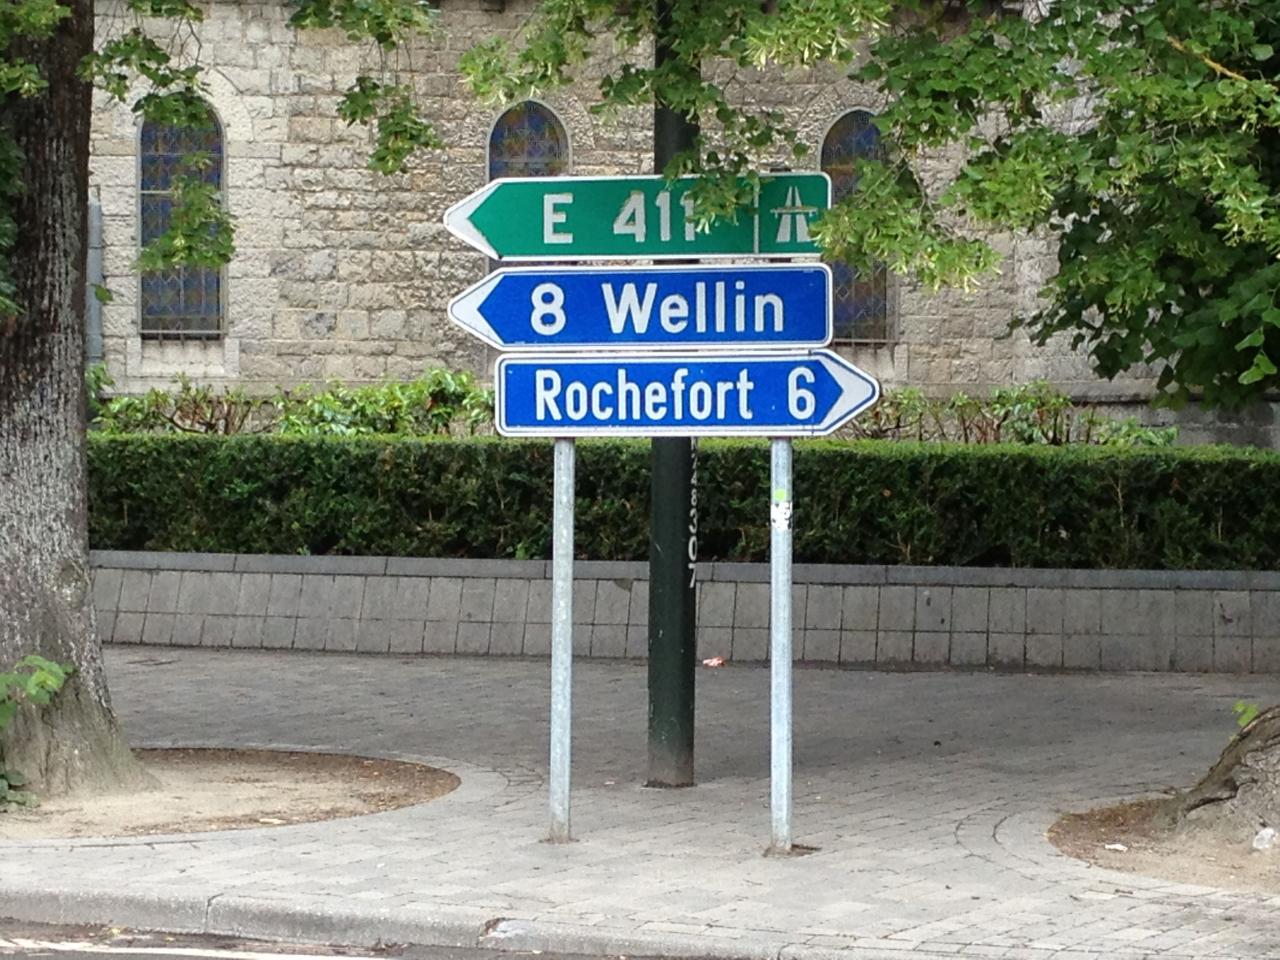 E 411
8 Wellin
Rochefort 6